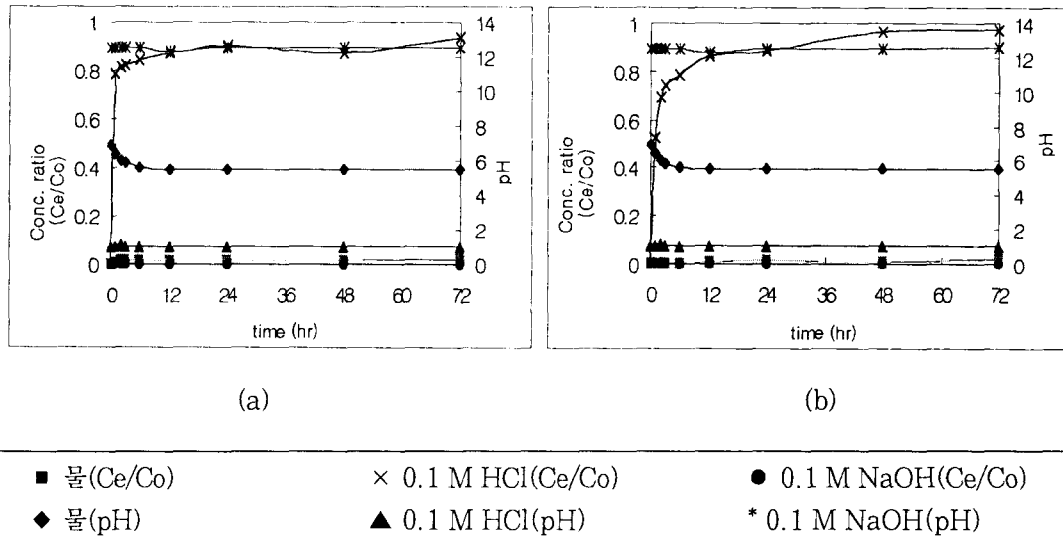 1
0.8
0.6
0.4
0.2
0
Conc. ratio
(Ce/Co)
14
12
10
8
6
4
2
0
pH
0 12 24 36 48 60 72
time (hr)
(a)
1
0.8
0.6
0.4
0.2
0
Conc. ratio
(Ce/Co)
14
12
10
8
6
4
2
0
pH
0 12 24 36 48 60 72
time (hr)
(b)
■ 물(Ce/Co) × 0.1 M HCl(Ce/Co) ● 0.1 M NaOH(Ce/Co)
◆ 물(pH) ▲ 0.1 M HCl(pH) * 0.1 M NaOH(pH)